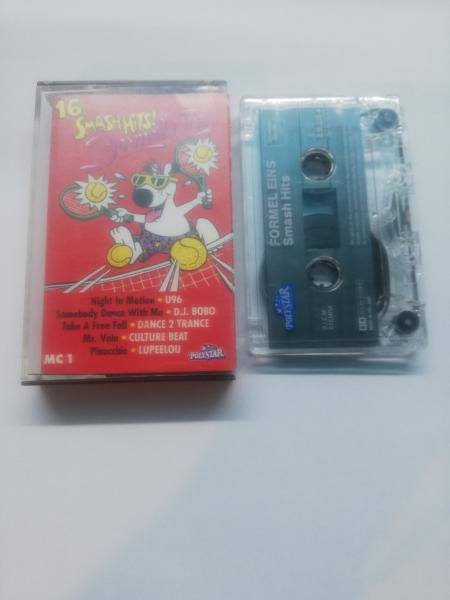 16
SMASH HITS!
Night In Motion • U96
Somebody Dance With Me • D.J. BOBO
Take A Free Fall • DANCE 2 TRANCE
Mr. Vain • CULTURE BEAT
Pinocchio • LUPEELOU
MC 1
POLYSTAR
FORMEL EINS
Smash Hits
POLYSTAR